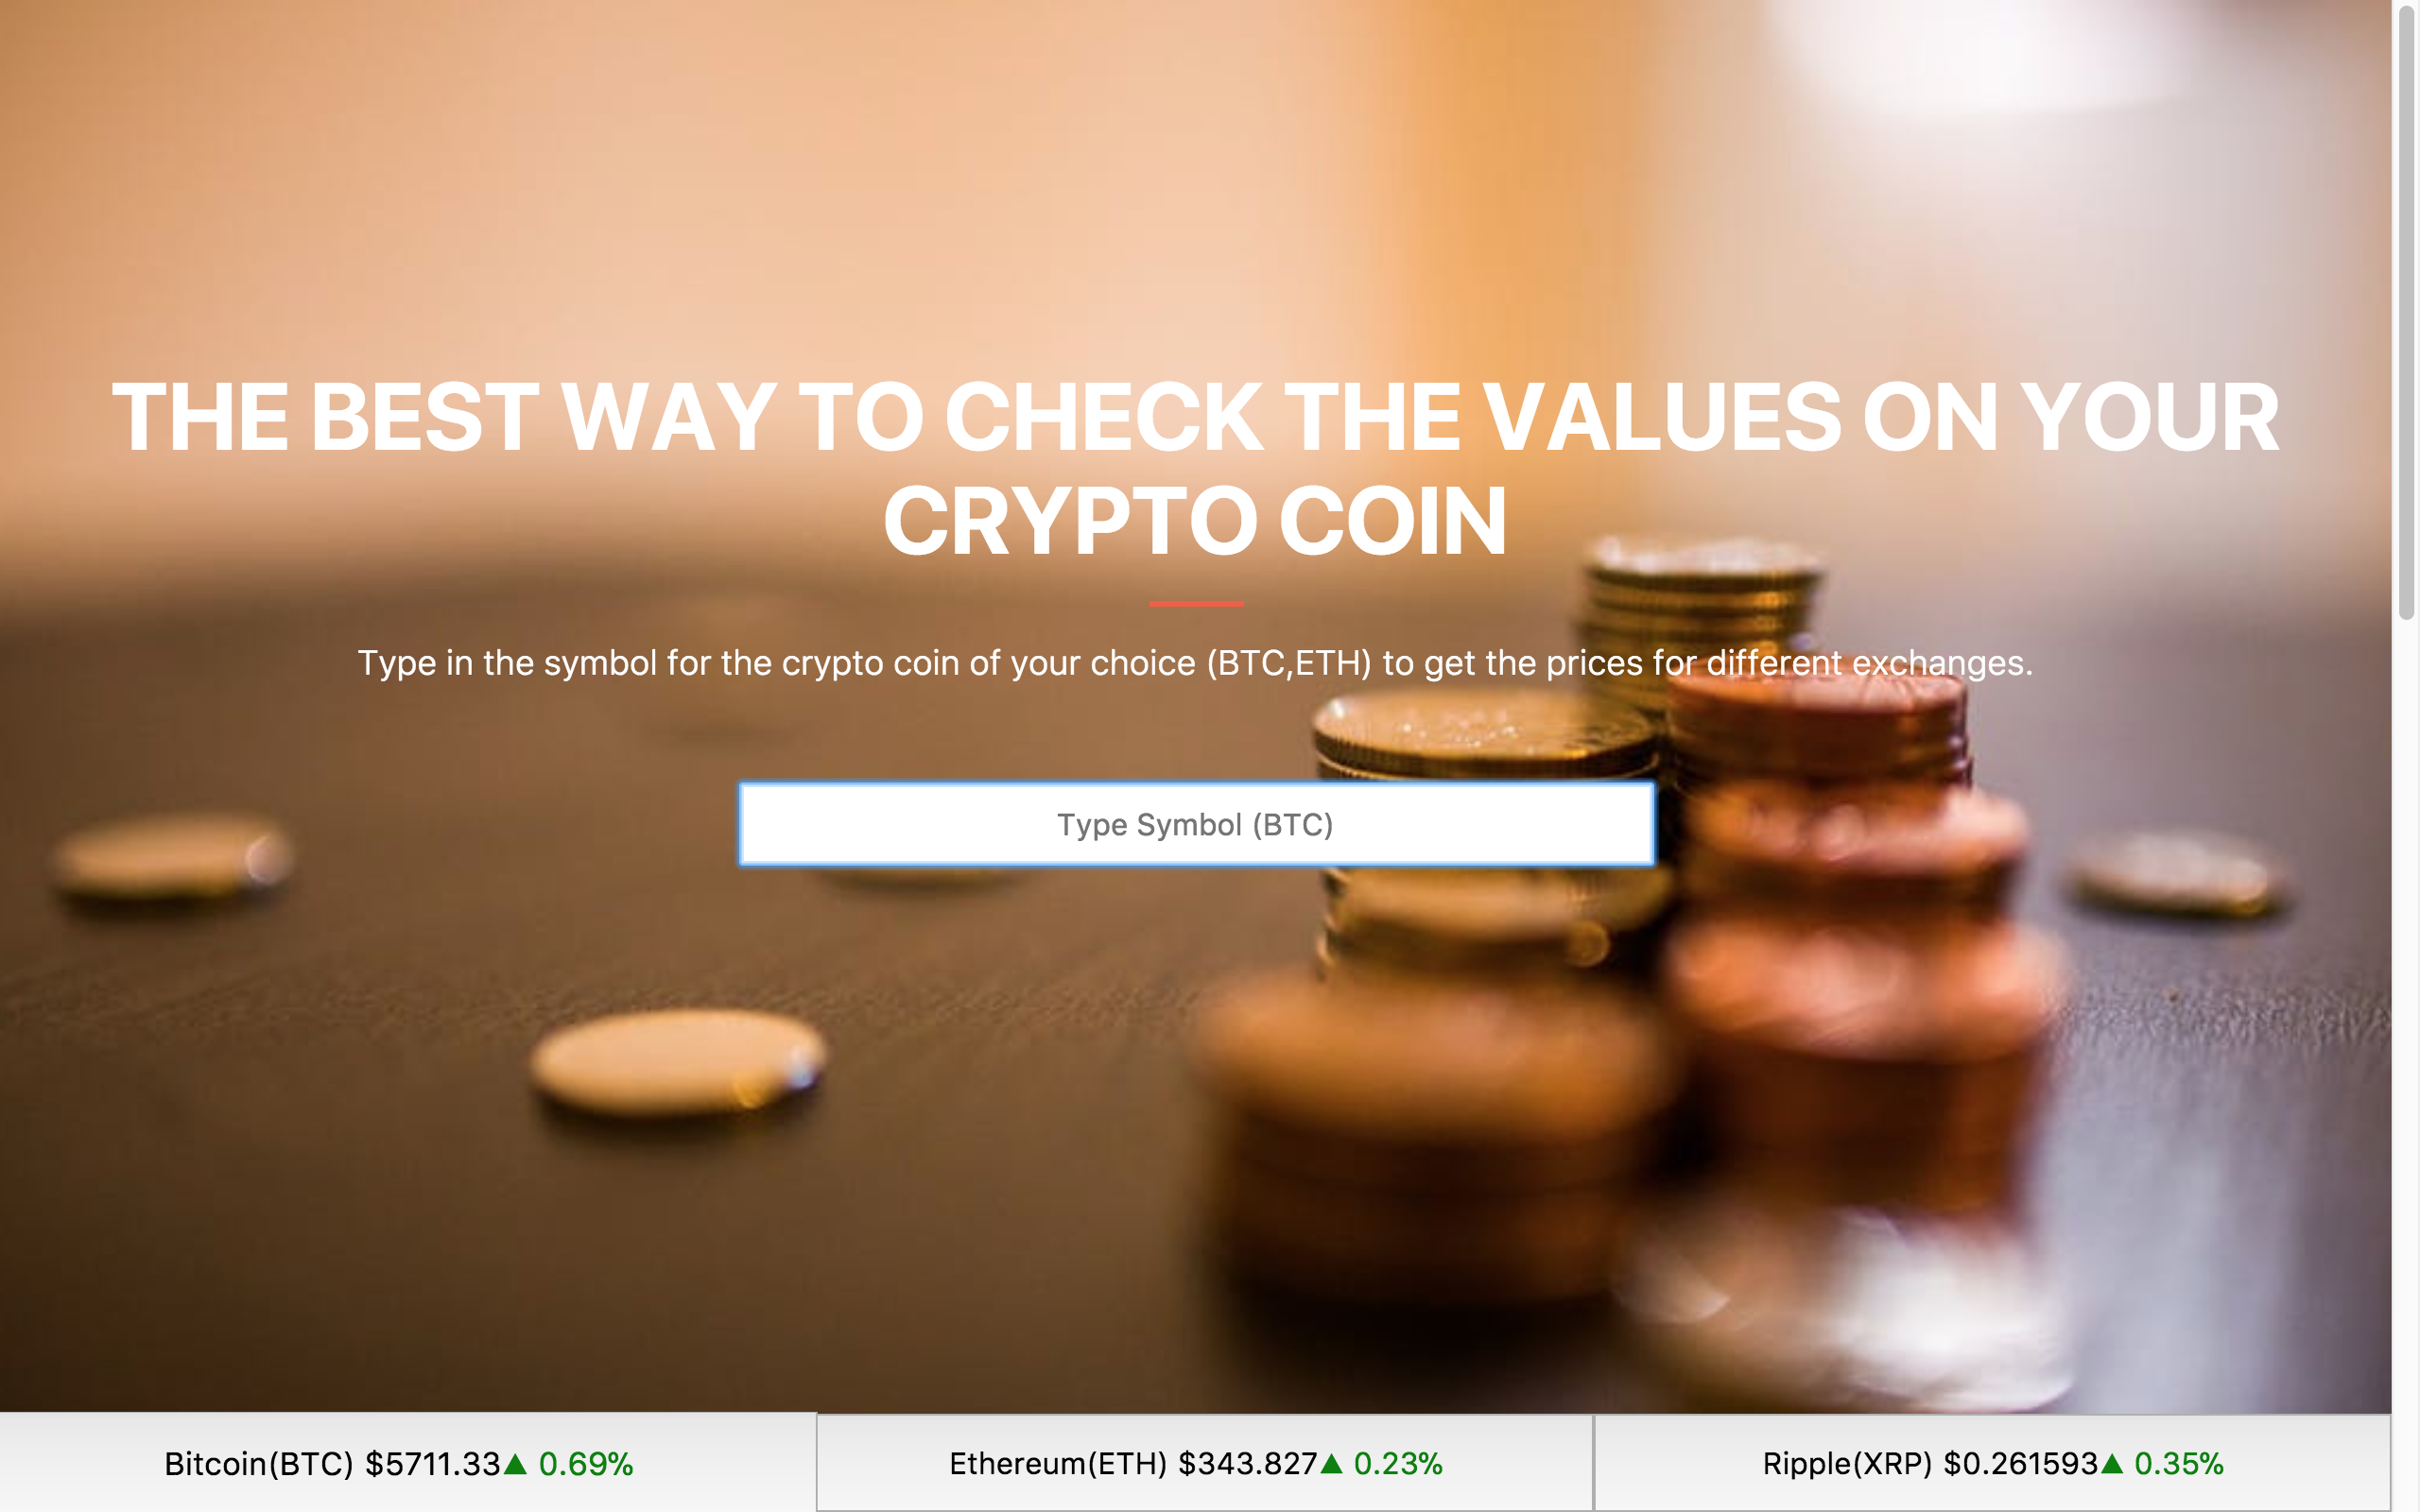 THE BEST WAY TO CHECK THE VALUES ON YOUR
CRYPTO COIN
Type in the symbol for the crypto coin of your choice (BTC,ETH) to get the prices for different exchanges.
Type Symbol (BTC)
Bitcoin(BTC) $5711.33▲ 0.69%
Ethereum(ETH) $343.827▲ 0.23%
Ripple(XRP) $0.261593▲ 0.35%